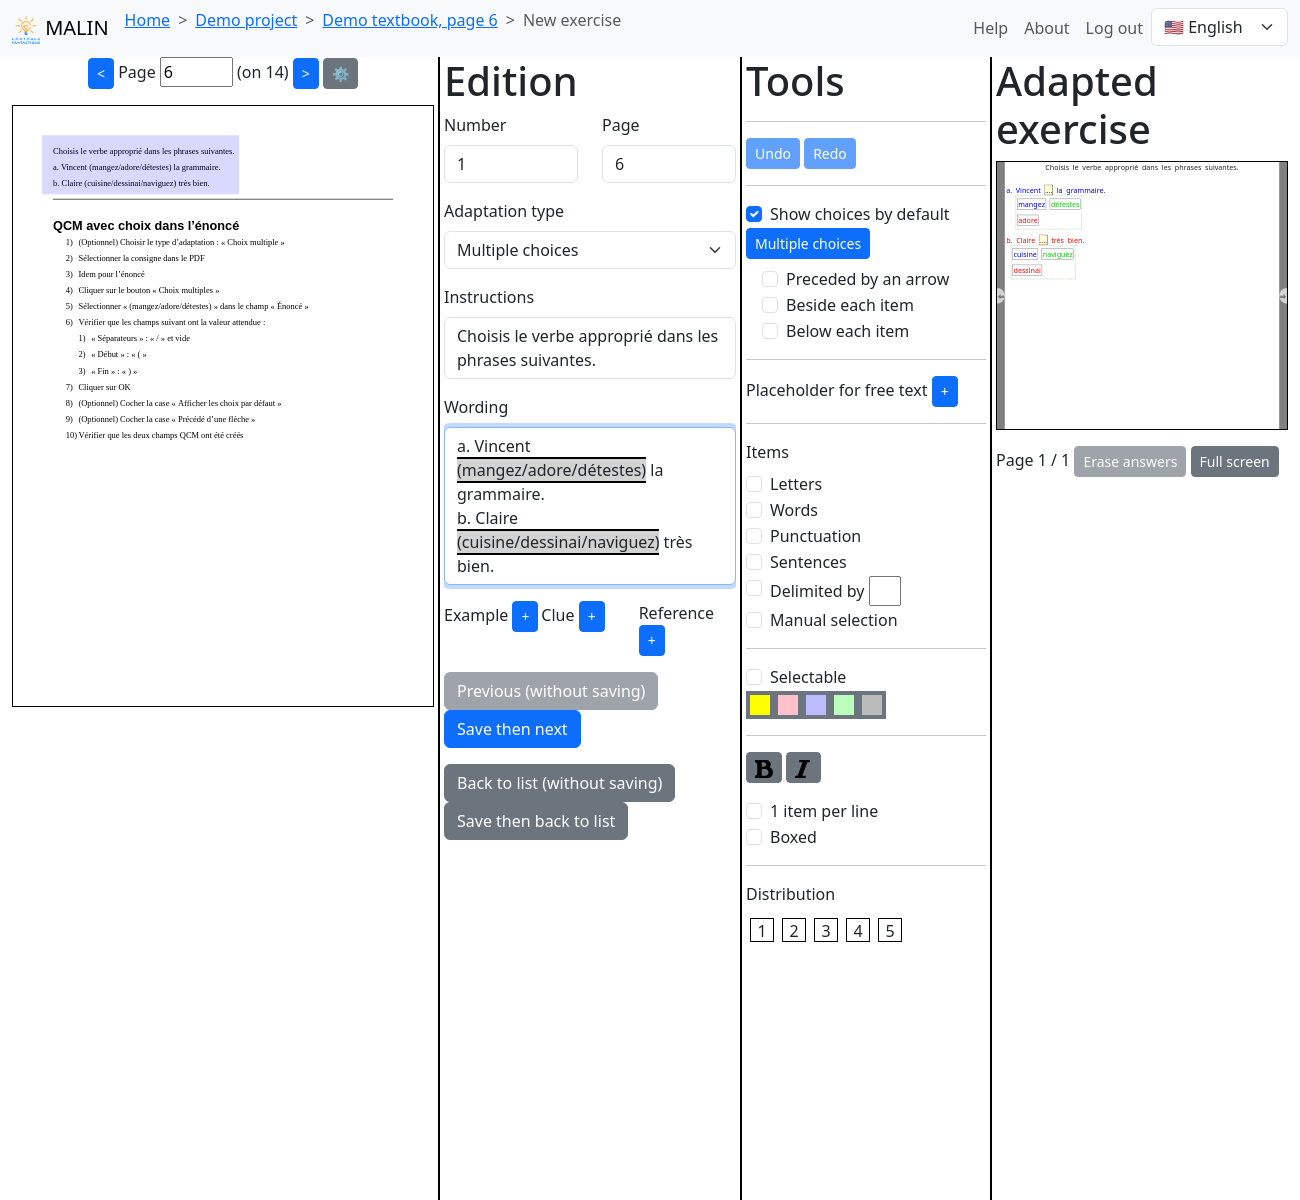 MALIN
Home > Demo project > Demo textbook, page 6 > New exercise
Help About Log out 🇺🇸 English
< Page 6 (on 14) > ⚙️
Choisis le verbe approprié dans les phrases suivantes.
a. Vincent (mangez/adore/détestes) la grammaire.
b. Claire (cuisine/dessinai/naviguez) très bien.
QCM avec choix dans l’énoncé
1) (Optionnel) Choisir le type d’adaptation : « Choix multiple »
2) Sélectionner la consigne dans le PDF
3) Idem pour l’énoncé
4) Cliquer sur le bouton « Choix multiples »
5) Sélectionner « (mangez/adore/détestes) » dans le champ « Énoncé »
6) Vérifier que les champs suivant ont la valeur attendue :
1) « Séparateurs » : « / » et vide
2) « Début » : « ( »
3) « Fin » : « ) »
7) Cliquer sur OK
8) (Optionnel) Cocher la case « Afficher les choix par défaut »
9) (Optionnel) Cocher la case « Précédé d’une flèche »
10) Vérifier que les deux champs QCM ont été créés
Edition
Number Page
1 6
Adaptation type
Multiple choices
Instructions
Choisis le verbe approprié dans les
phrases suivantes.
Wording
a. Vincent
(mangez/adore/détestes) la
grammaire.
b. Claire
(cuisine/dessinai/naviguez) très
bien.
Example + Clue + Reference
+
Previous (without saving)
Save then next
Back to list (without saving)
Save then back to list
Tools
Undo Redo
Show choices by default
Multiple choices
Preceded by an arrow
Beside each item
Below each item
Placeholder for free text +
Items
Letters
Words
Punctuation
Sentences
Delimited by
Manual selection
Selectable
B I
1 item per line
Boxed
Distribution
1 2 3 4 5
Adapted
exercise
Choisis le verbe approprié dans les phrases suivantes.
a. Vincent ... la grammaire.
mangez détestes
adore
b. Claire ... très bien.
cuisine naviguez
dessinai
Page 1 / 1 Erase answers Full screen